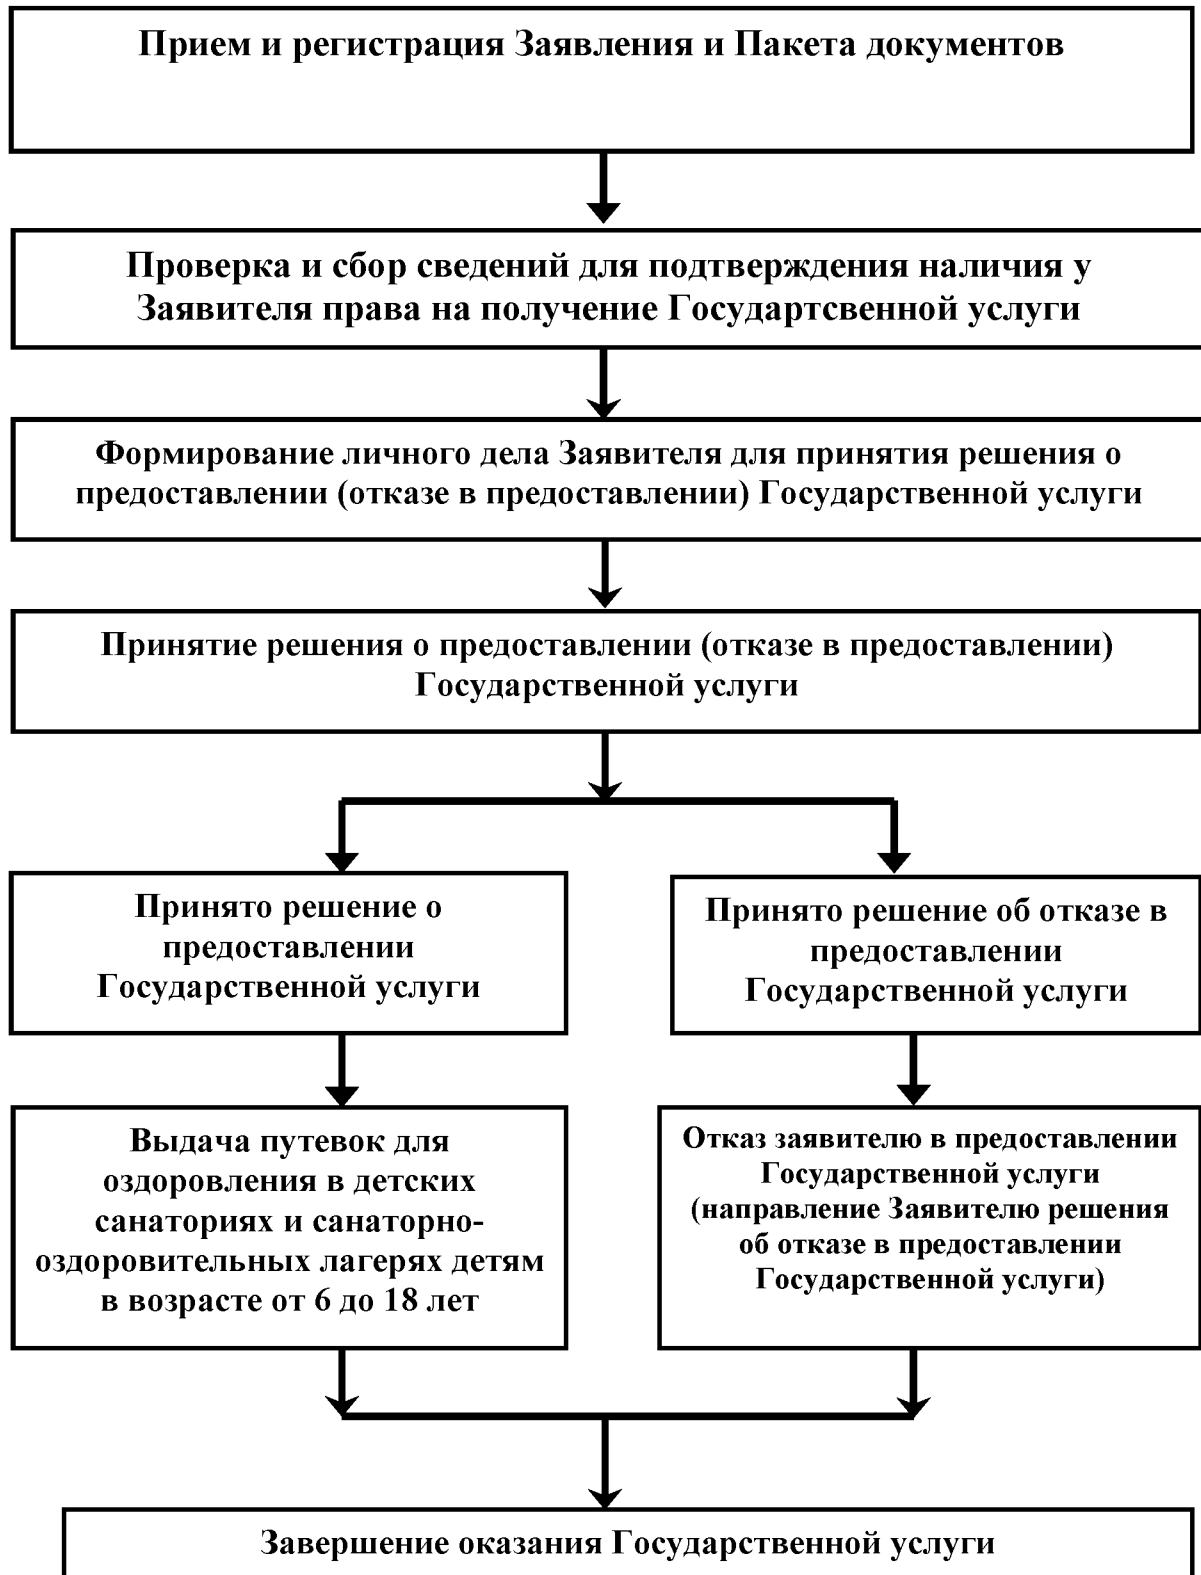 Прием и регистрация Заявления и Пакета документов
Проверка и сбор сведений для подтверждения наличия у
Заявителя права на получение Государтсвенной услуги
Формирование личного дела Заявителя для принятия решения о
предоставлении (отказе в предоставлении) Государственной услуги
Принятие решения о предоставлении (отказе в предоставлении)
Государственной услуги
Принято решение о
предоставлении
Государственной услуги
Принято решение об отказе в
предоставлении
Государственной услуги
Выдача путевок для
оздоровления в детских
санаториях и санаторно-
оздоровительных лагерях детям
в возрасте от 6 до 18 лет
Отказ заявителю в предоставлении
Государственной услуги
(направление Заявителю решения
об отказе в предоставлении
Государственной услуги)
Завершение оказания Государственной услуги